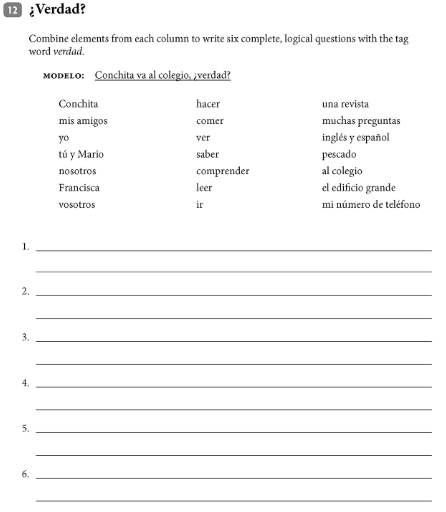 12 ¿Verdad?
Combine elements from each column to write six complete, logical questions with the tag
word verdad.
MODELO: Conchita va al colegio, ¿verdad?
Conchita hacer una revista
mis amigos comer muchas preguntas
yo ver inglés y español
tú y Mario saber pescado
nosotros comprender al colegio
Francisca leer el edificio grande
vosotros ir mi número de teléfono
1.
2.
3.
4.
5.
6.